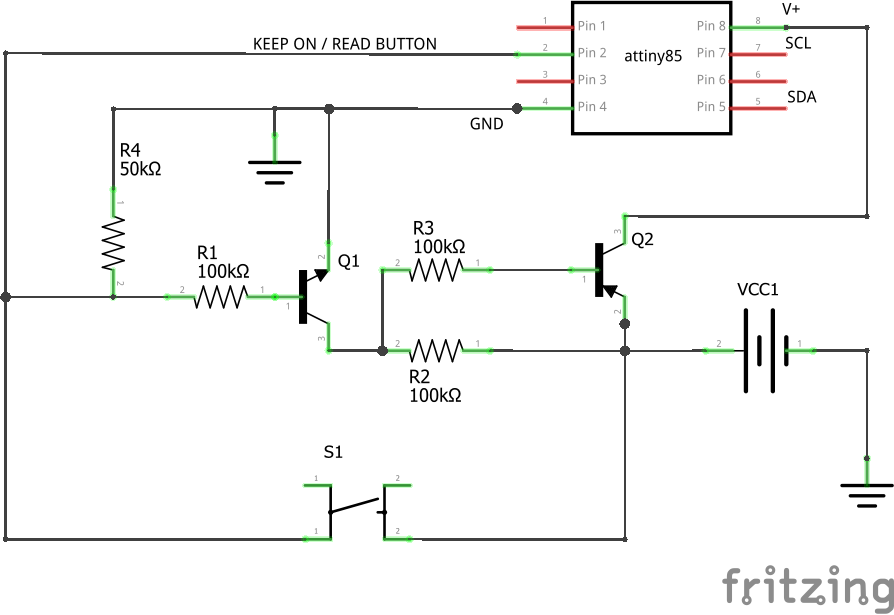 V+
KEEP ON / READ BUTTON
1 Pin 1 Pin 8 8
2 Pin 2 Pin 7 7 SCL
attiny85
3 Pin 3 Pin 6 6
4 Pin 4 Pin 5 5 SDA
GND
R4
50kΩ
1
2
R1
100kΩ
2 1
Q1
1
2
3
R3
100kΩ
2 1
Q2
1
3
2
R2
100kΩ
2 1
VCC1
2 1
S1
1 2
1 2
fritzing